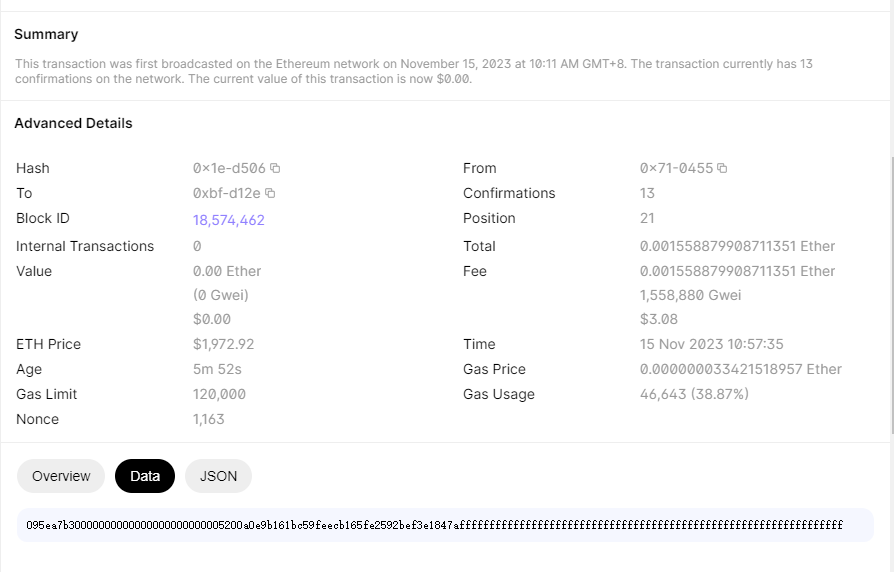 Summary
This transaction was first broadcasted on the Ethereum network on November 15, 2023 at 10:11 AM GMT+8. The transaction currently has 13
confirmations on the network. The current value of this transaction is now $0.00.
Advanced Details
Hash 0×1e-d506 From 0×71-0455
To 0xbf-d12e Confirmations 13
Block ID 18,574,462 Position 21
Internal Transactions 0 Total 0.001558879908711351 Ether
Value 0.00 Ether Fee 0.001558879908711351 Ether
(0 Gwei) 1,558,880 Gwei
$0.00 $3.08
ETH Price $1,972.92 Time 15 Nov 2023 10:57:35
Age 5m 52s Gas Price 0.000000033421518957 Ether
Gas Limit 120,000 Gas Usage 46,643 (38.87%)
Nonce 1,163
Overview Data JSON
095ea7b30000000000000000000000005200a0e9b161bc59feecb165fe2592bef3e1847affffffffffffffffffffffffffffffffffffffffffffffffffffffffffffffff